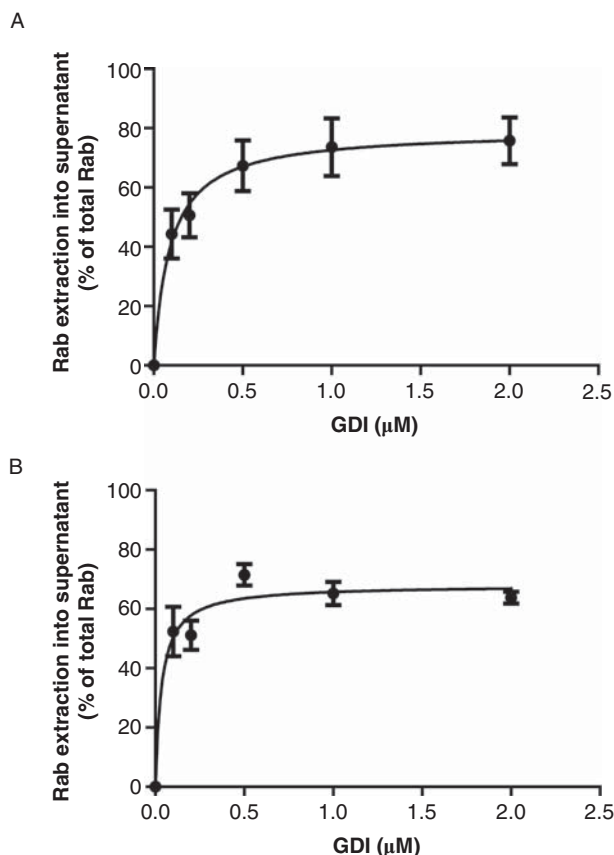 A
Rab extraction into supernatant
(% of total Rab)
100
80
60
40
20
0
0.0 0.5 1.0 1.5 2.0 2.5
GDI (μM)
B
Rab extraction into supernatant
(% of total Rab)
100
80
60
40
20
0
0.0 0.5 1.0 1.5 2.0 2.5
GDI (μM)